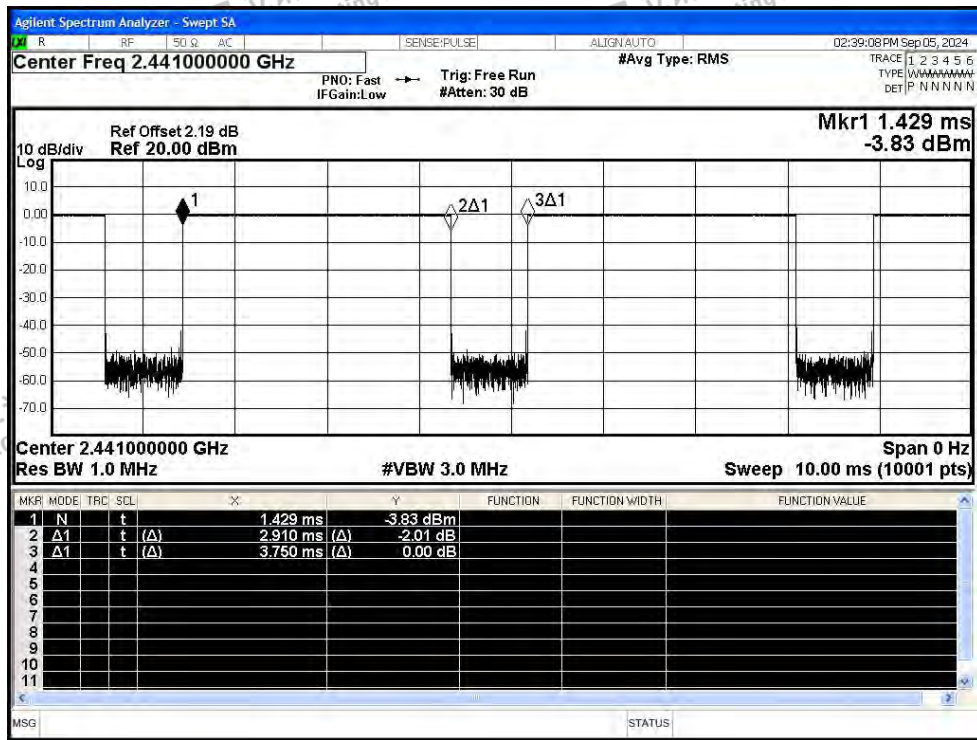 Agilent Spectrum Analyzer - Swept SA
LXI R RF 50 Ω AC SENSE:PULSE ALIGNAUTO 02:39:08 PM Sep 05, 2024
Center Freq 2.441000000 GHz
#Avg Type: RMS
TRACE 1 2 3 4 5 6
PNO: Fast
Trig: Free Run
TYPE WWWWWW
IFGain:Low
#Atten: 30 dB
DET P N N N N N
Mkr1 1.429 ms
Ref Offset 2.19 dB
10 dB/div Ref 20.00 dBm
-3.83 dBm
Log
10.0
1
2Δ1
3Δ1
0.00
-10.0
-20.0
-30.0
-40.0
-50.0
-60.0
-70.0
Center 2.441000000 GHz Span 0 Hz
Res BW 1.0 MHz #VBW 3.0 MHz Sweep 10.00 ms (10001 pts)
MKR MODE TRC SCL X Y FUNCTION FUNCTION WIDTH FUNCTION VALUE
1 N t 1.429 ms -3.83 dBm
2 Δ1 t (Δ) 2.910 ms (Δ) -2.01 dB
3 Δ1 t (Δ) 3.750 ms (Δ) 0.00 dB
4
5
6
7
8
9
10
11
MSG STATUS